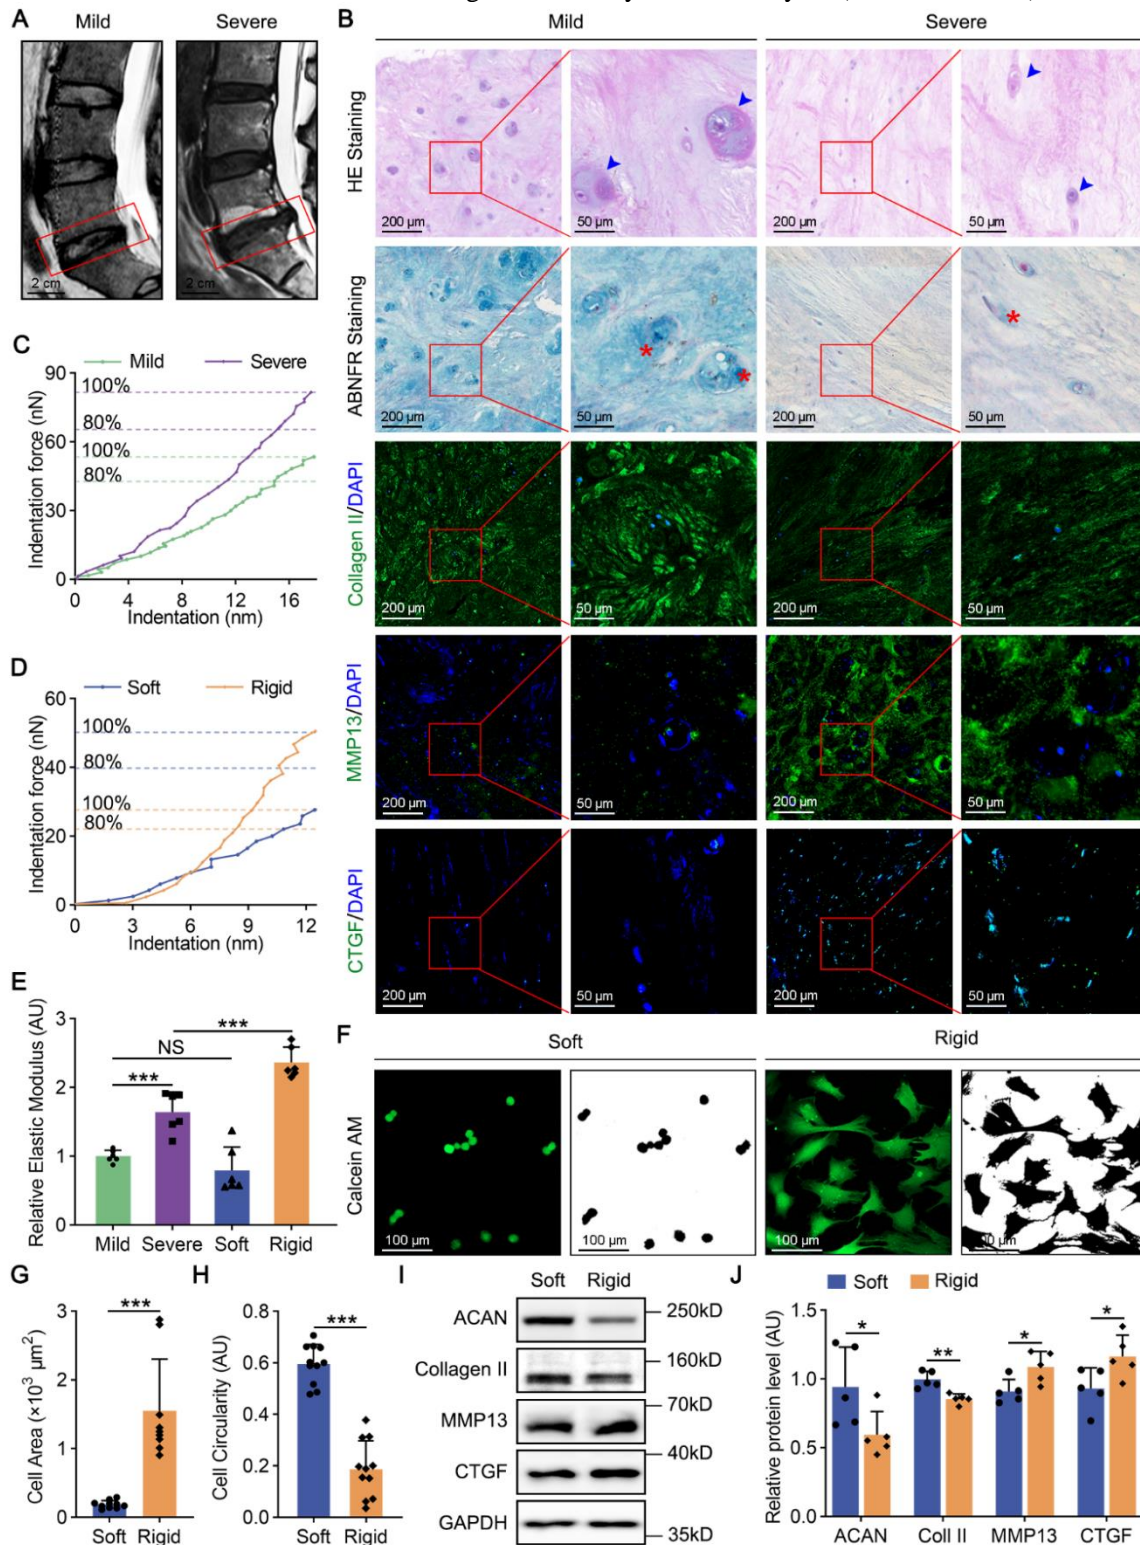 A
Mild
Severe
2 cm
2 cm
B
Mild
Severe
HE Staining
200 µm
50 µm
200 µm
50 µm
ABNFR Staining
*
*
*
200 µm
50 µm
200 µm
50 µm
Collagen II/DAPI
200 µm
50 µm
200 µm
50 µm
MMP13/DAPI
200 µm
50 µm
200 µm
50 µm
CTGF/DAPI
200 µm
50 µm
200 µm
50 µm
C
Mild
Severe
Indentation force (nN)
90
60
30
0
100%
80%
100%
80%
0 4 8 12 16
Indentation (nm)
D
Soft
Rigid
Indentation force (nN)
60
40
20
0
100%
80%
100%
80%
0 3 6 9 12
Indentation (nm)
E
Relative Elastic Modulus (AU)
3
2
1
0
***
NS
***
Mild Severe Soft Rigid
F
Soft
Rigid
Calcein AM
100 µm
100 µm
100 µm
G
Cell Area (×10³ µm²)
3
2
1
0
***
Soft Rigid
H
Cell Circularity (AU)
0.8
0.6
0.4
0.2
0.0
***
Soft Rigid
I
Soft Rigid
ACAN
250kD
Collagen II
160kD
MMP13
70kD
CTGF
40kD
GAPDH
35kD
J
Soft
Rigid
Relative protein level (AU)
1.5
1.0
0.5
0.0
*
**
*
*
ACAN Coll II MMP13 CTGF